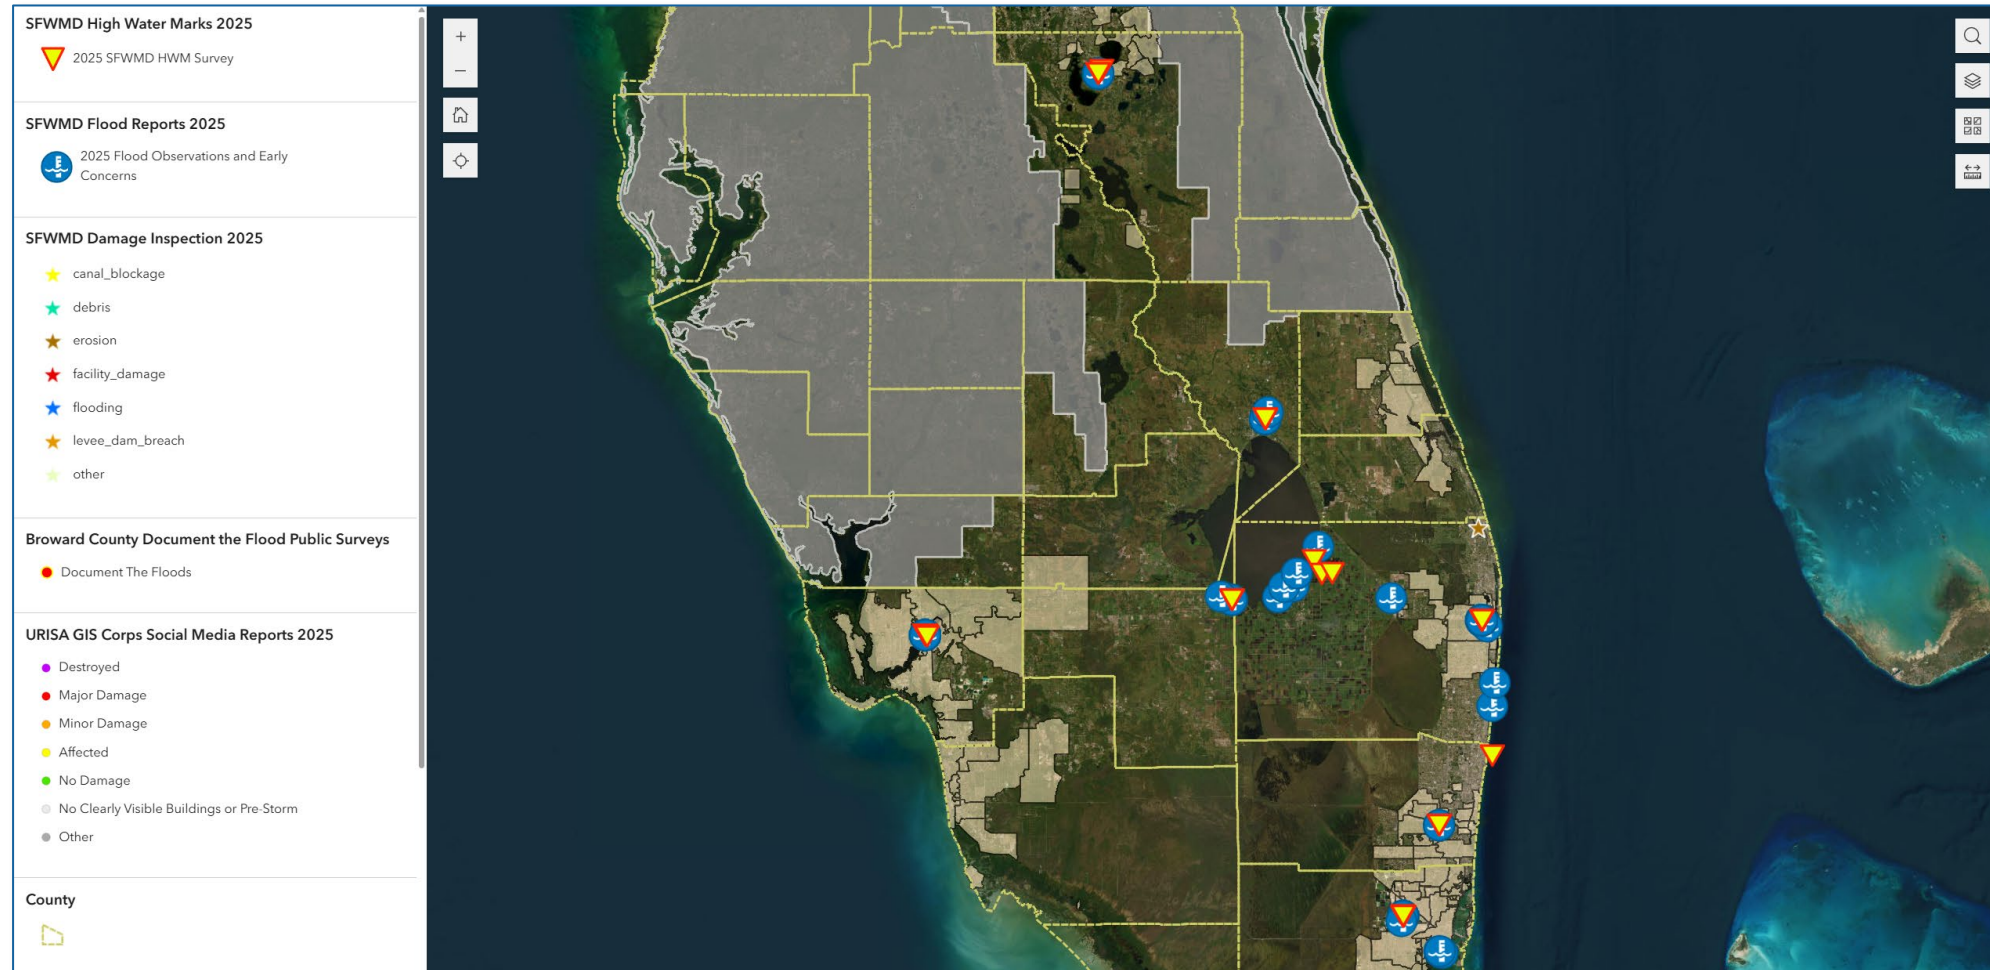 SFWMD High Water Marks 2025
2025 SFWMD HWM Survey
SFWMD Flood Reports 2025
2025 Flood Observations and Early
Concerns
SFWMD Damage Inspection 2025
canal_blockage
debris
erosion
facility_damage
flooding
levee_dam_breach
other
Broward County Document the Flood Public Surveys
Document The Floods
URISA GIS Corps Social Media Reports 2025
Destroyed
Major Damage
Minor Damage
Affected
No Damage
No Clearly Visible Buildings or Pre-Storm
Other
County